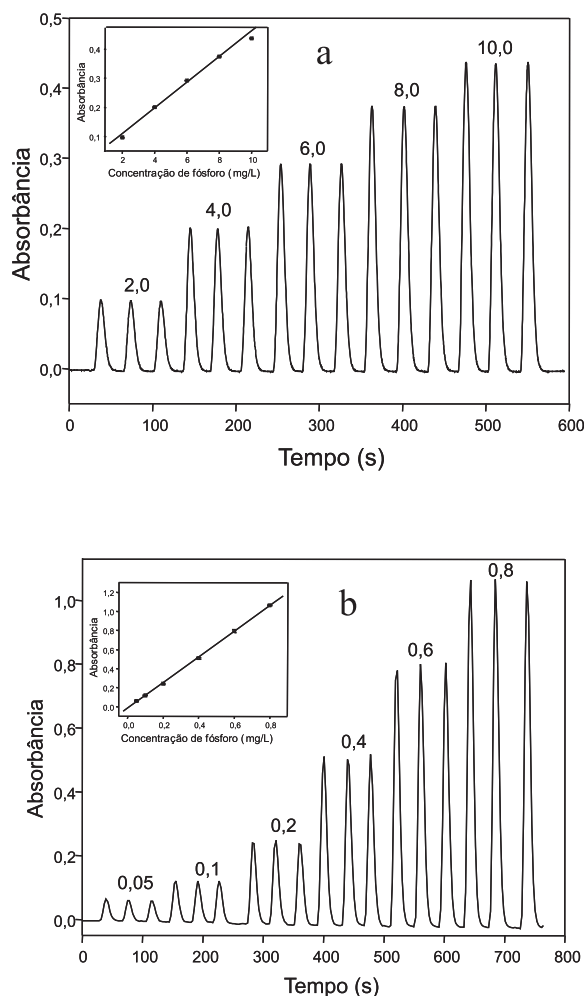 a
0,5
0,4
0,3
0,2
0,1
0,0
Absorbância
0,4
0,3
0,2
0,1
Absorbância
2 4 6 8 10
Concentração de fósforo (mg/L)
2,0
4,0
6,0
8,0
10,0
0 100 200 300 400 500 600
Tempo (s)
b
1,0
0,8
0,6
0,4
0,2
0,0
Absorbância
1,2
1,0
0,8
0,6
0,4
0,2
0,0
Absorbância
0,0 0,2 0,4 0,6 0,8
Concentração de fósforo (mg/L)
0,05
0,1
0,2
0,4
0,6
0,8
0 100 200 300 400 500 600 700 800
Tempo (s)